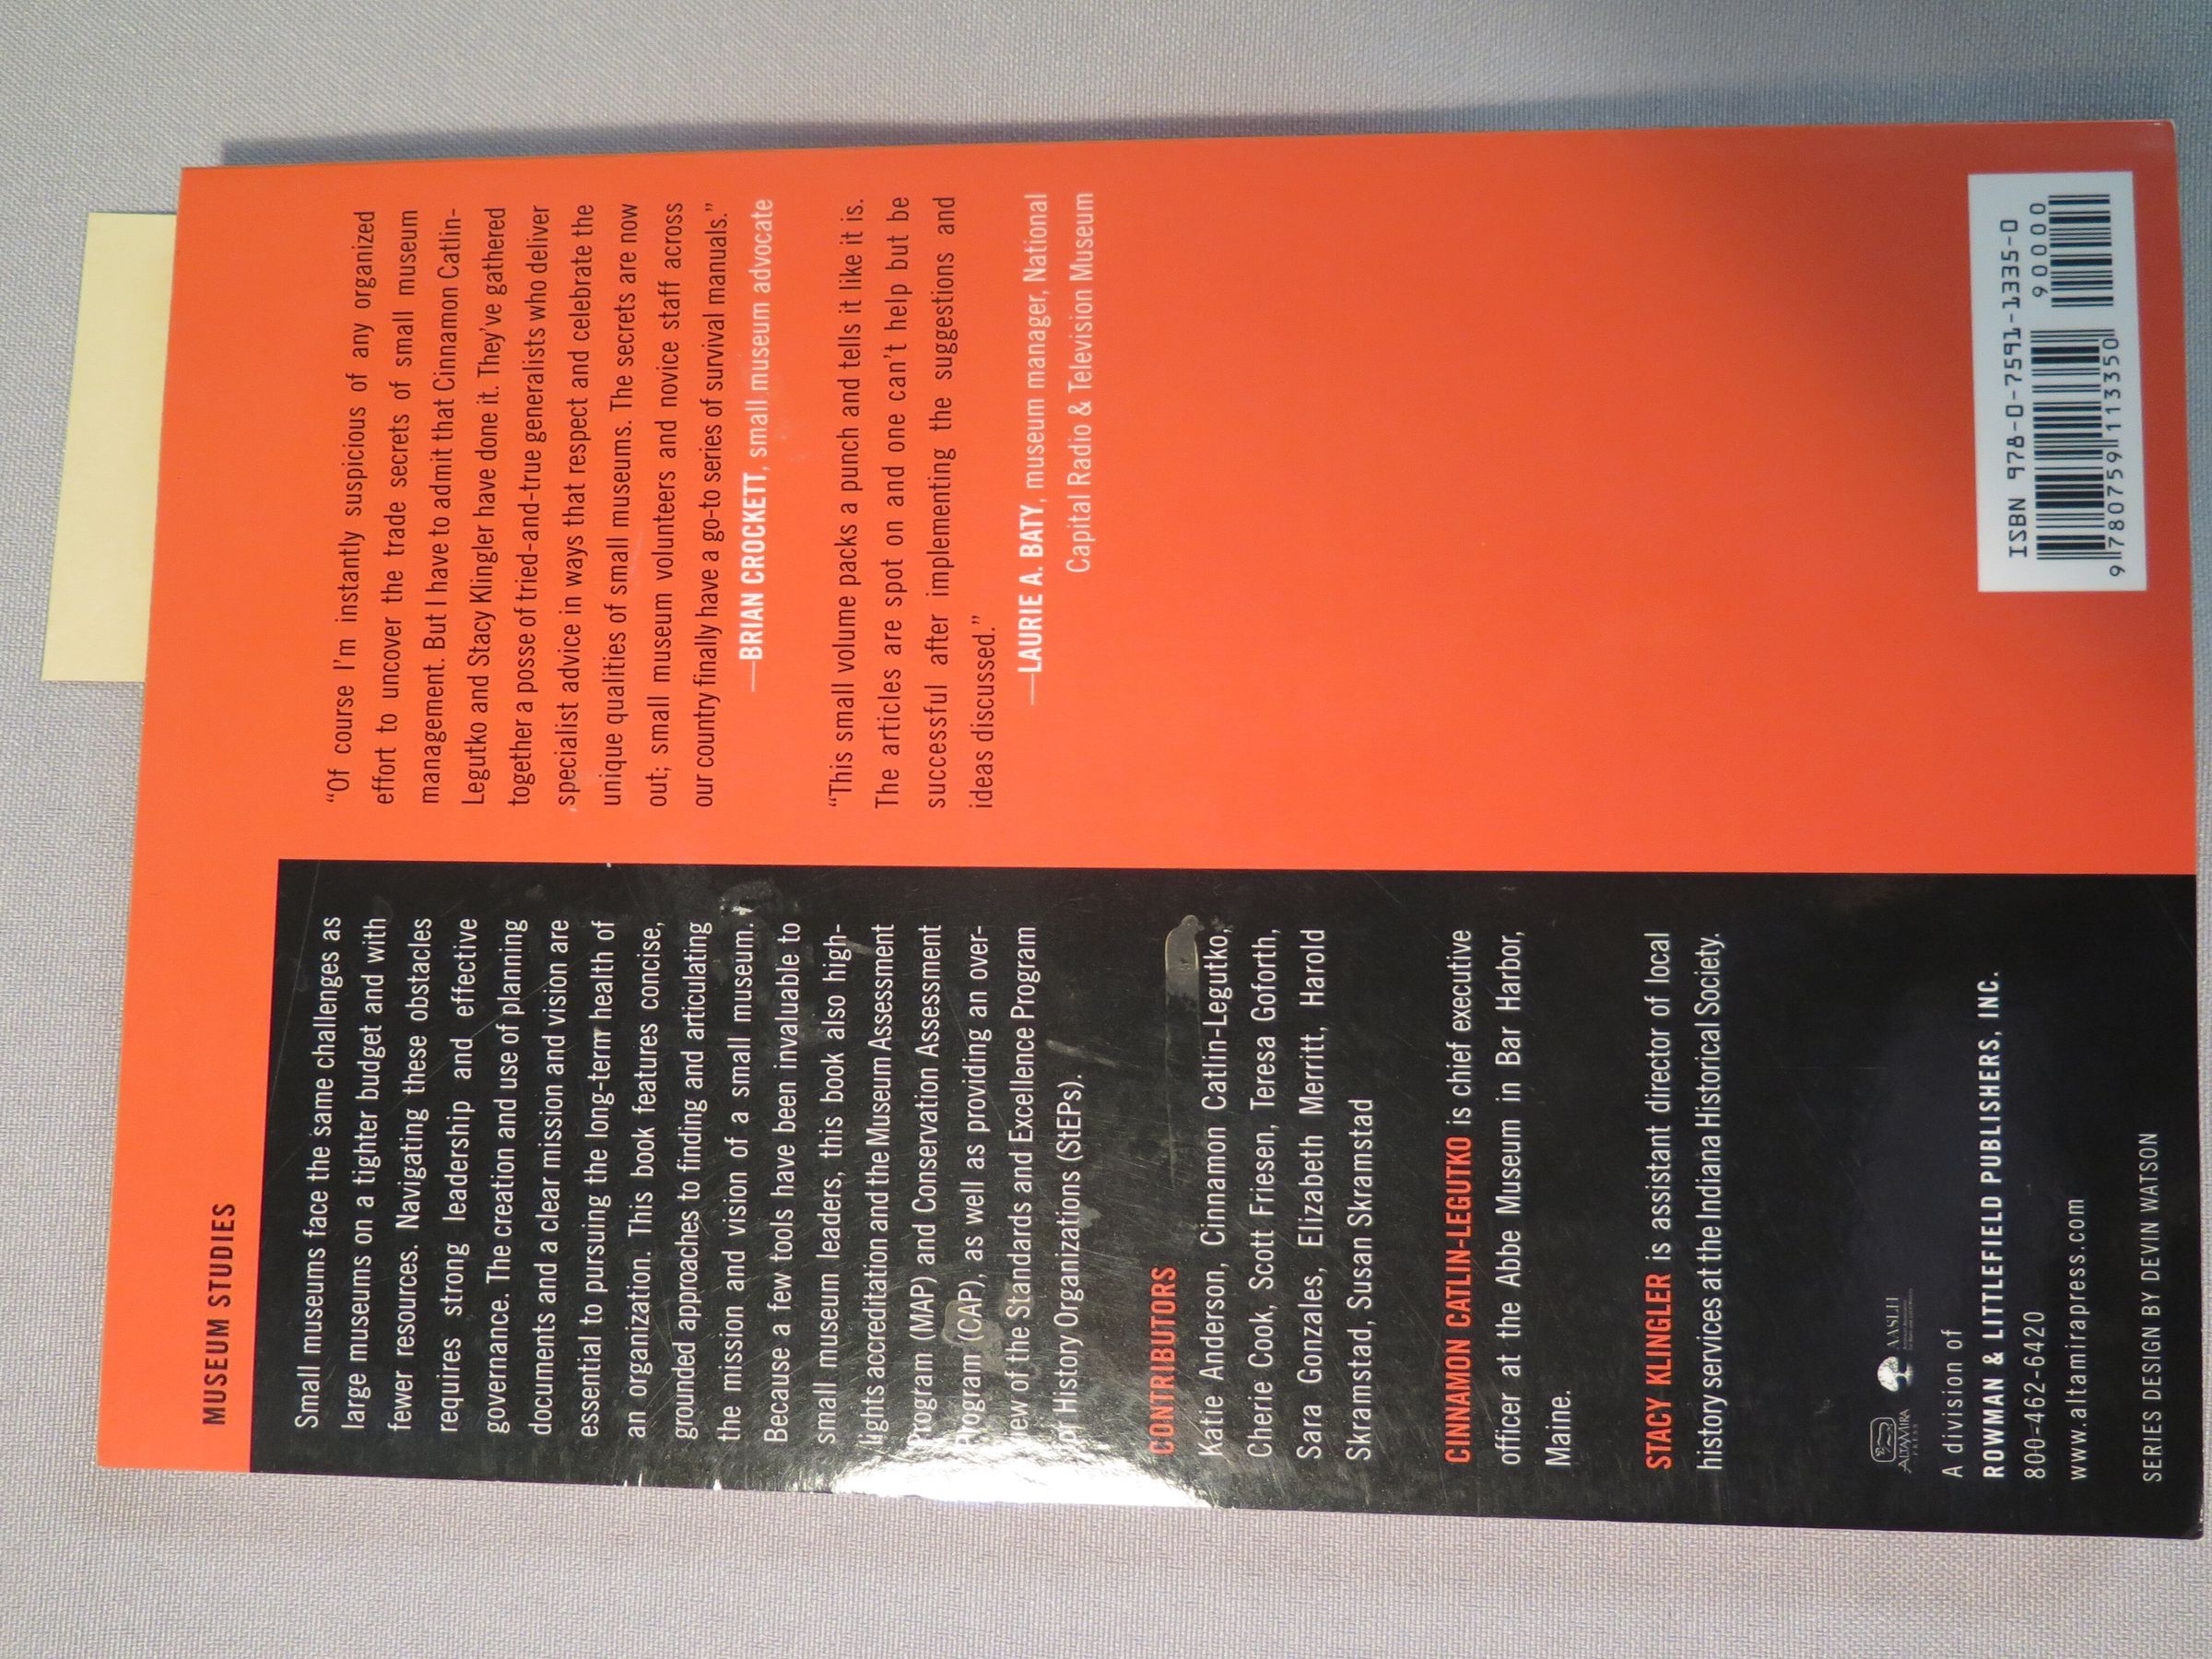 MUSEUM STUDIES
Small museums face the same challenges as
large museums on a tighter budget and with
fewer resources. Navigating these obstacles
requires strong leadership and effective
governance. The creation and use of planning
documents and a clear mission and vision are
essential to pursuing the long-term health of
an organization. This book features concise,
grounded approaches to finding and articulating
the mission and vision of a small museum.
Because a few tools have been invaluable to
small museum leaders, this book also high-
lights accreditation and the Museum Assessment
Program (MAP) and Conservation Assessment
Program (CAP), as well as providing an over-
view of the Standards and Excellence Program
for History Organizations (StEPs).
CONTRIBUTORS
Katie Anderson, Cinnamon Catlin-Legutko,
Cherie Cook, Scott Friesen, Teresa Goforth,
Sara Gonzales, Elizabeth Merritt, Harold
Skramstad, Susan Skramstad
CINNAMON CATLIN-LEGUTKO is chief executive
officer at the Abbe Museum in Bar Harbor,
Maine.
STACY KLINGLER is assistant director of local
history services at the Indiana Historical Society.
ALTAMIRA
PRESS
AASLH
A division of
ROWMAN & LITTLEFIELD PUBLISHERS, INC.
800-462-6420
www.altamirapress.com
SERIES DESIGN BY DEVIN WATSON
“Of course I'm instantly suspicious of any organized
effort to uncover the trade secrets of small museum
management. But I have to admit that Cinnamon Catlin-
Legutko and Stacy Klingler have done it. They've gathered
together a posse of tried-and-true generalists who deliver
specialist advice in ways that respect and celebrate the
unique qualities of small museums. The secrets are now
out; small museum volunteers and novice staff across
our country finally have a go-to series of survival manuals.”
—BRIAN CROCKETT, small museum advocate
“This small volume packs a punch and tells it like it is.
The articles are spot on and one can't help but be
successful after implementing the suggestions and
ideas discussed.”
—LAURIE A. BATY, museum manager, National
Capital Radio & Television Museum
ISBN 978-0-7591-1335-0
90000
9 780759 113350